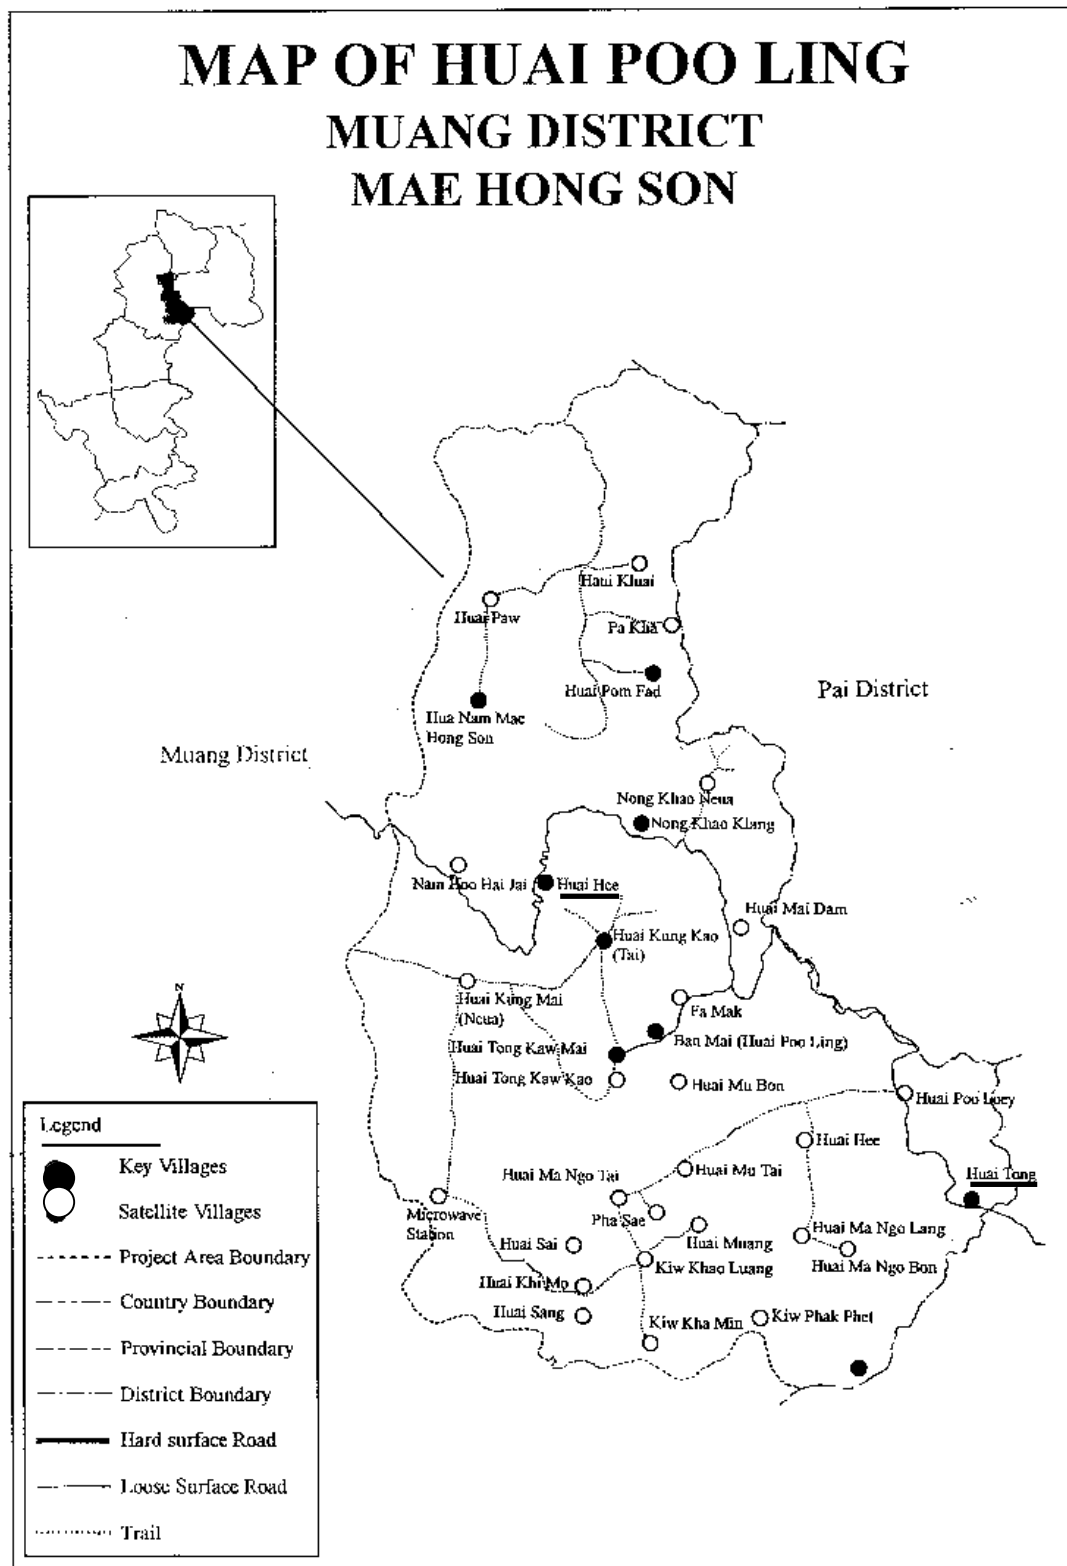 MAP OF HUAI POO LING
MUANG DISTRICT
MAE HONG SON
Haui Kluai
Huai Paw
Pa Kha
Huai Pom Fad
Pai District
Hua Nam Mae
Hong Son
Muang District
Nong Khao Neua
Nong Khao Klang
Nam Hoo Hai Jai
Huai Hee
Huai Mai Dam
Huai Kung Kao
(Tai)
N
Huai Kung Mai
(Neua)
Fa Mak
Ban Mai (Huai Poo Ling)
Huai Tong Kaw Mai
Huai Tong Kaw Kao
Huai Mu Bon
Huai Poo Loey
Huai Hee
Huai Ma Ngo Tai
Huai Mu Tai
Huai Tong
Microwave
Station
Pha Sae
Huai Sai
Huai Muang
Huai Ma Ngo Lang
Kiw Khao Luang
Huai Ma Ngo Bon
Huai Khi Mo
Huai Sang
Kiw Kha Min
Kiw Phak Phet
Legend
Key Villages
Satellite Villages
Project Area Boundary
Country Boundary
Provincial Boundary
District Boundary
Hard surface Road
Loose Surface Road
Trail